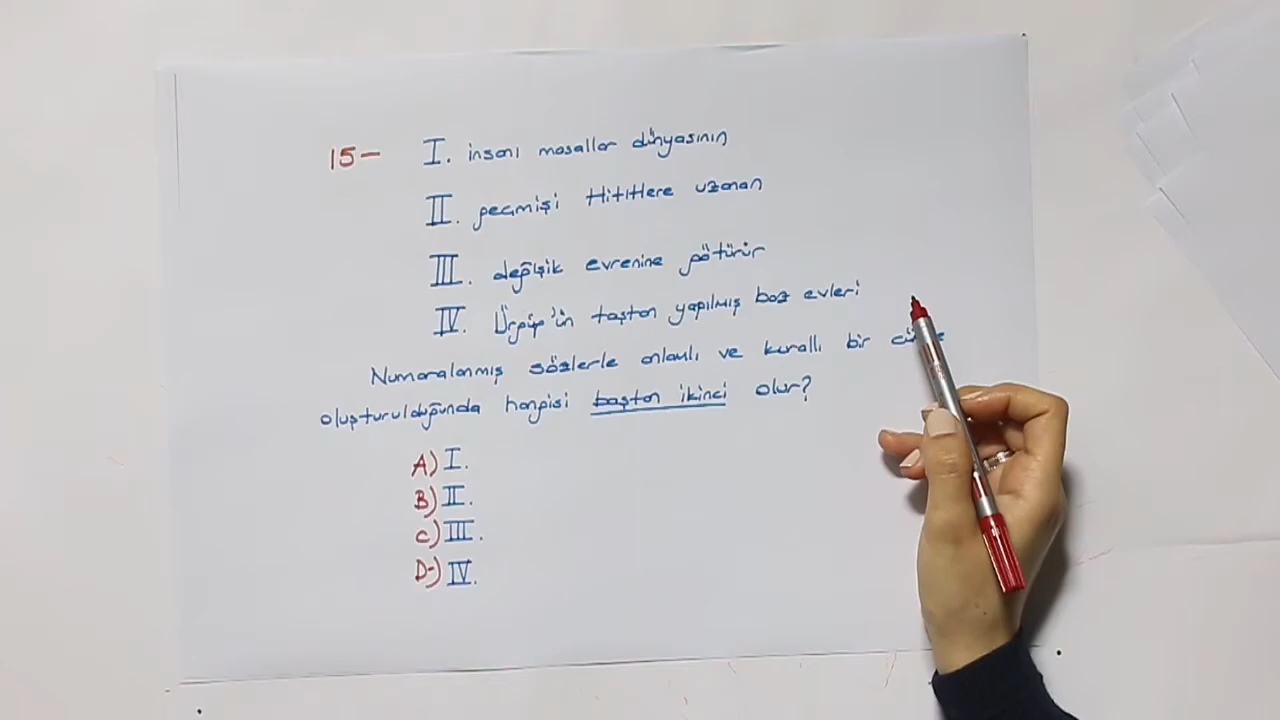 15- I. insanı masallar dünyasının
II. geçmişi Hititlere uzanan
III. değişik evrenine götürür
IV. Ürgüp'ün taştan yapılmış boz evleri
Numaralanmış sözlerle anlamlı ve kurallı bir
oluşturulduğunda hangisi baştan ikinci olur?
A) I.
B) II.
C) III.
D) IV.